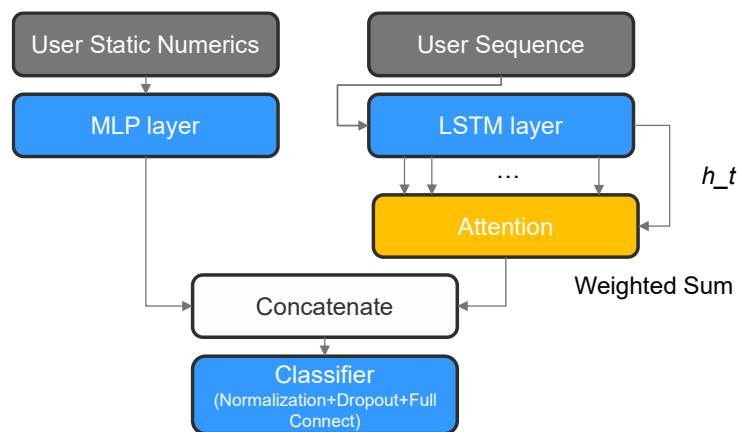 User Static Numerics
User Sequence
MLP layer
LSTM layer
...
h_t
Attention
Weighted Sum
Concatenate
Classifier
(Normalization+Dropout+Full
Connect)